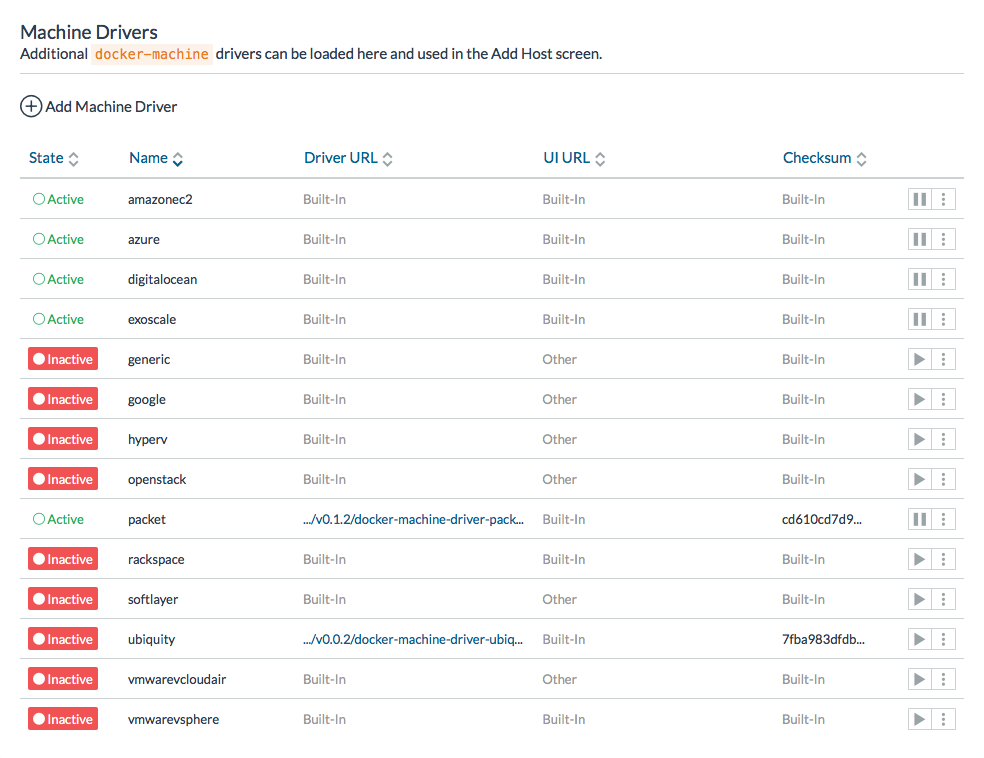 Machine Drivers
Additional docker-machine drivers can be loaded here and used in the Add Host screen.
Add Machine Driver
State Name Driver URL UI URL Checksum
Active amazonec2 Built-In Built-In Built-In
Active azure Built-In Built-In Built-In
Active digitalocean Built-In Built-In Built-In
Active exoscale Built-In Built-In Built-In
Inactive generic Built-In Other Built-In
Inactive google Built-In Other Built-In
Inactive hyperv Built-In Other Built-In
Inactive openstack Built-In Other Built-In
Active packet .../v0.1.2/docker-machine-driver-pack... Built-In cd610cd7d9...
Inactive rackspace Built-In Built-In Built-In
Inactive softlayer Built-In Other Built-In
Inactive ubiquity .../v0.0.2/docker-machine-driver-ubiq... Built-In 7fba983dfdb...
Inactive vmwarevcloudair Built-In Other Built-In
Inactive vmwarevsphere Built-In Built-In Built-In